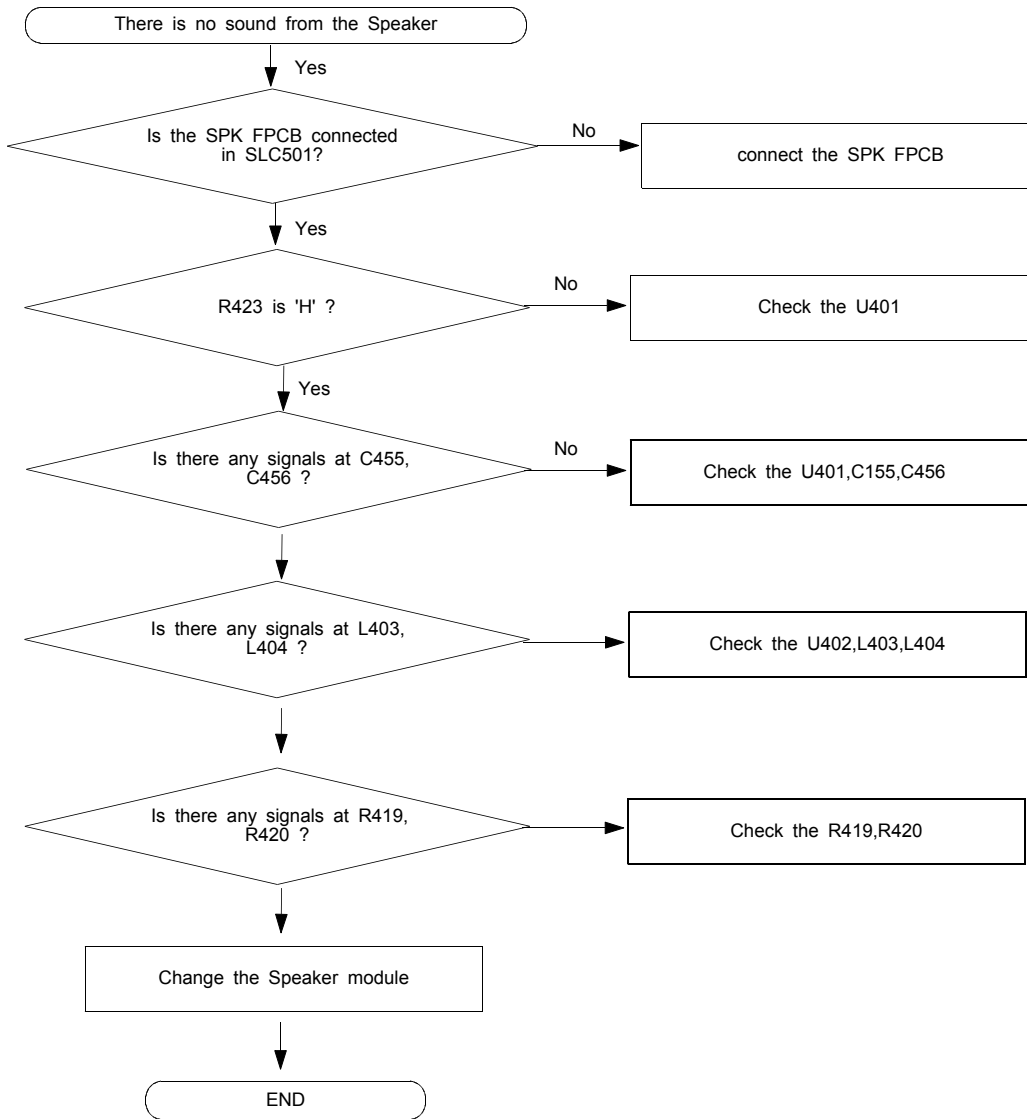 There is no sound from the Speaker
Yes
Is the SPK FPCB connected
in SLC501?
No
connect the SPK FPCB
Yes
R423 is 'H' ?
No
Check the U401
Yes
Is there any signals at C455,
C456 ?
No
Check the U401,C155,C456
Is there any signals at L403,
L404 ?
Check the U402,L403,L404
Is there any signals at R419,
R420 ?
Check the R419,R420
Change the Speaker module
END